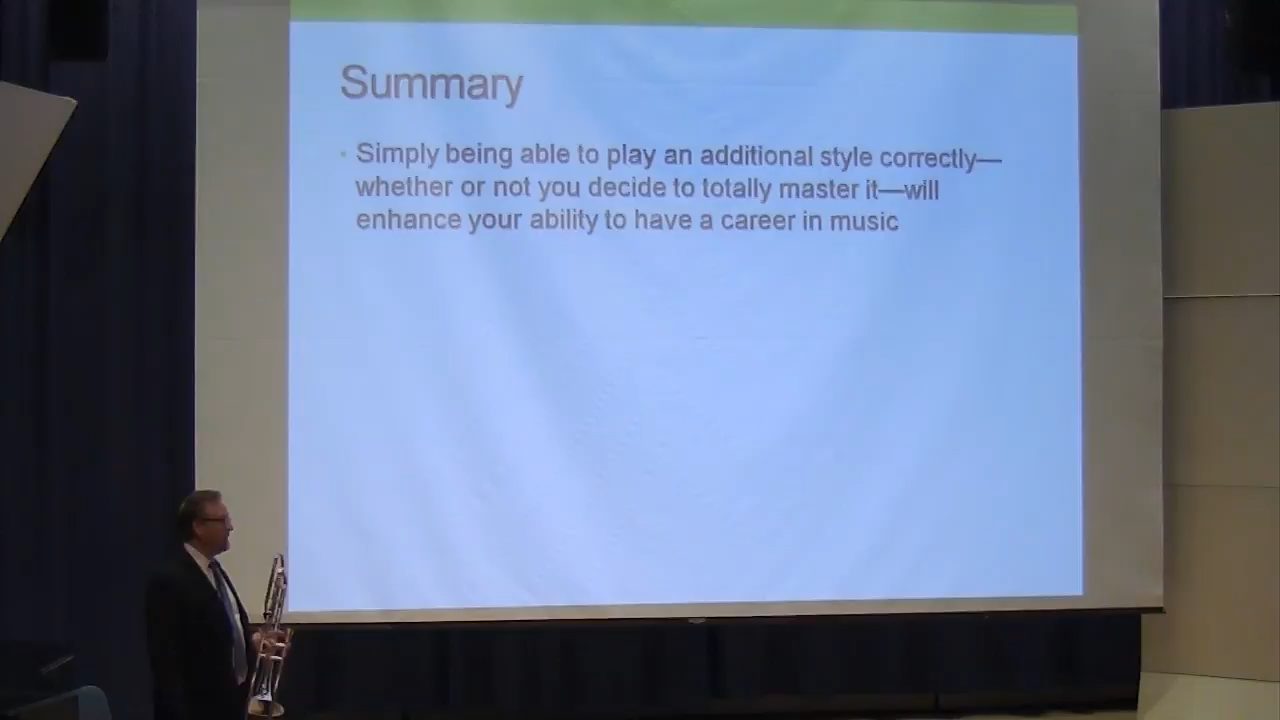 Summary
• Simply being able to play an additional style correctly—
whether or not you decide to totally master it—will
enhance your ability to have a career in music